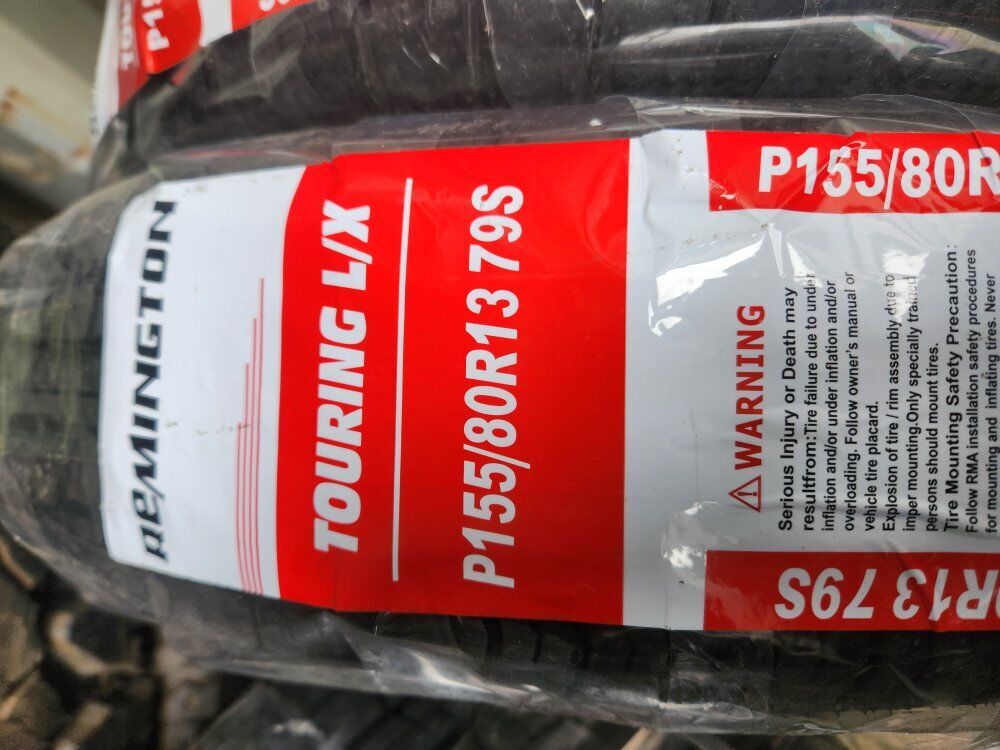 REMINGTON
TOURING L/X
P155/80R13 79S
P155/80R
WARNING
Serious Injury or Death may
resultfrom:Tire failure due to under
inflation and/or under inflation and/or
overloading. Follow owner's manual or
vehicle tire placard.
Explosion of tire / rim assembly due to
imper mounting.Only specially trained
persons should mount tires.
Tire Mounting Safety Precaution:
Follow RMA installation safety procedures
for mounting and inflating tires. Never
R13 79S